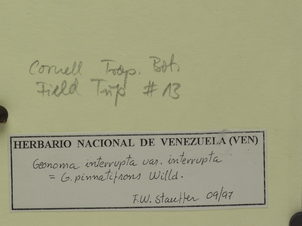 Cornell Trop. Bot.
Field Trip # 13
HERBARIO NACIONAL DE VENEZUELA (VEN)
Geonoma interrupta var. interrupta
= G. pinnatifrons Willd.
F.W. Stauffer 09/97